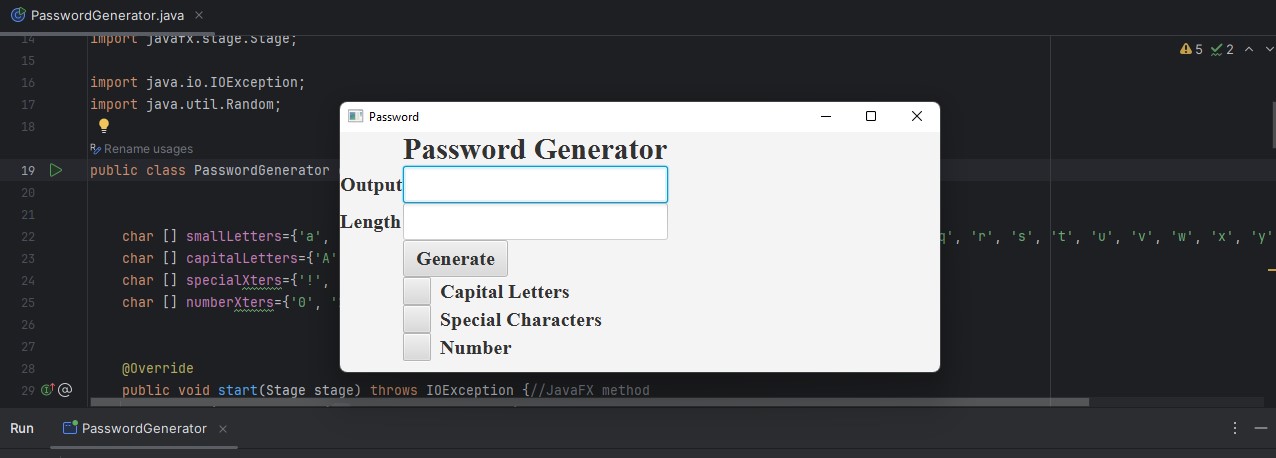 PasswordGenerator.java
14 import javafx.stage.Stage;
15
5 2
16 import java.io.IOException;
17 import java.util.Random;
18
Rename usages
19 public class PasswordGenerator
20
21
22 char [] smallLetters={'a', 'r', 's', 't', 'u', 'v', 'w', 'x', 'y'
23 char [] capitalLetters={'A'
24 char [] specialXters={'!',
25 char [] numberXters={'0', '
26
27
28 @Override
29 public void start(Stage stage) throws IOException {//JavaFX method
Password
Password Generator
Output
Length
Generate
Capital Letters
Special Characters
Number
Run PasswordGenerator